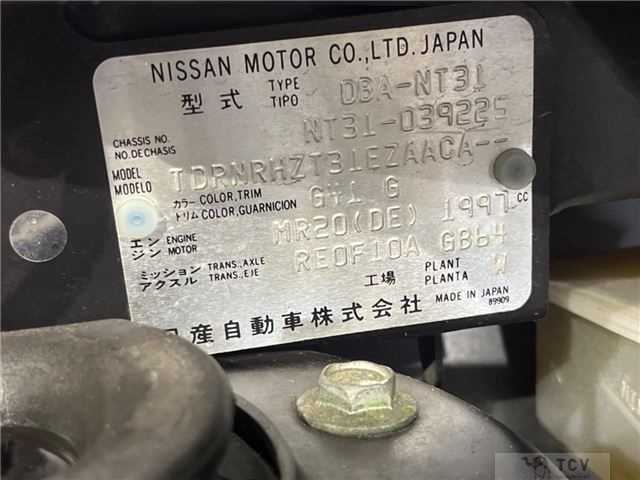 NISSAN MOTOR CO.,LTD.JAPAN
型式 TYPE TIPO DBA-NT31
CHASSIS NO. NO.DE CHASIS NT31-039225
MODEL MODELO TDRNRHZT31EZAACA--
カラー トリム COLOR,TRIM COLOR,GUARNICION G41 G
エンジン ENGINE MOTOR MR20(DE) 1997 CC
ミッション アクスル TRANS.,AXLE TRANS.,EJE RE0F10A GB64
工場 PLANT PLANTA W
日産自動車株式会社 MADE IN JAPAN
89909
TCV